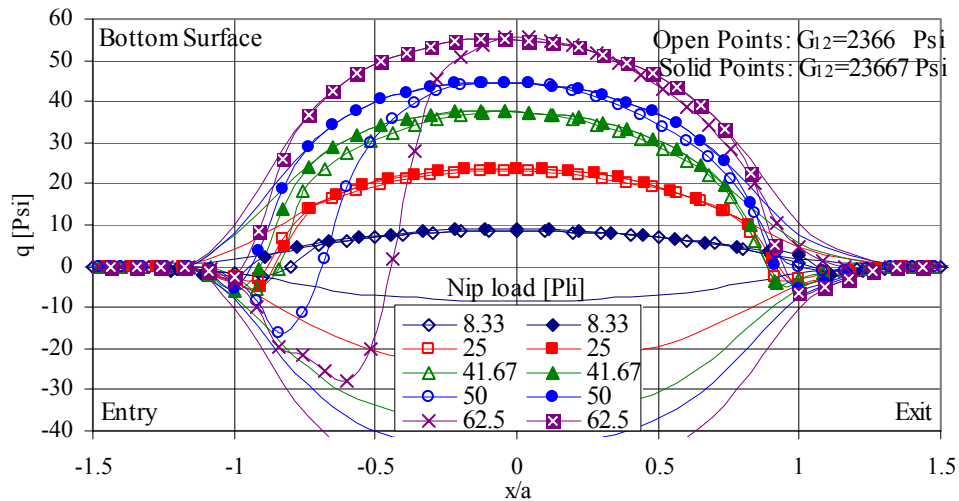 60
Bottom Surface
Open Points: G12=2366 Psi
Solid Points: G12=23667 Psi
50
40
30
20
10
0
-10
-20
-30
-40
q [Psi]
Nip load [Pli]
8.33 8.33
25 25
41.67 41.67
50 50
62.5 62.5
Entry Exit
-1.5 -1 -0.5 0 0.5 1 1.5
x/a